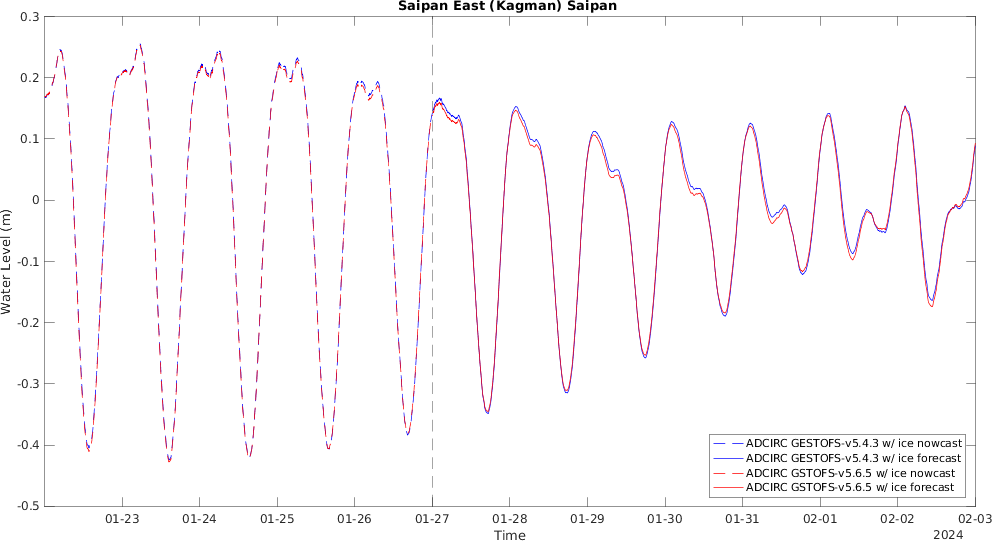 Saipan East (Kagman) Saipan
0.3
0.2
0.1
0
-0.1
-0.2
-0.3
-0.4
-0.5
Water Level (m)
ADCIRC GESTOFS-v5.4.3 w/ ice nowcast
ADCIRC GESTOFS-v5.4.3 w/ ice forecast
ADCIRC GSTOFS-v5.6.5 w/ ice nowcast
ADCIRC GSTOFS-v5.6.5 w/ ice forecast
01-23 01-24 01-25 01-26 01-27 01-28 01-29 01-30 01-31 02-01 02-02 02-03
Time
2024